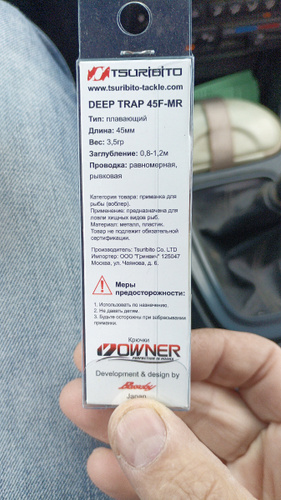 TSURIBITO
www.tsuribito-tackle.com
DEEP TRAP 45F-MR
Тип: плавающий
Длина: 45мм
Вес: 3,5гр
Заглубление: 0,8-1,2м
Проводка: равномерная,
рывковая
Категория товара: приманка для
рыбы (воблер).
Применение: предназначена для
ловли хищных видов рыб.
Материал: металл, пластик.
Товар не подлежит обязательной
сертификации.
Производитель: Tsuribito Co. LTD
Импортер: ООО "Гринвич" 125047
Москва, ул. Чаянова, д. 6.
Меры
предосторожности:
1. Использовать по назначению.
2. Не давать детям.
3. Будьте осторожны при забрасывании
приманки.
Крючки
OWNER
Development & design by
Japan